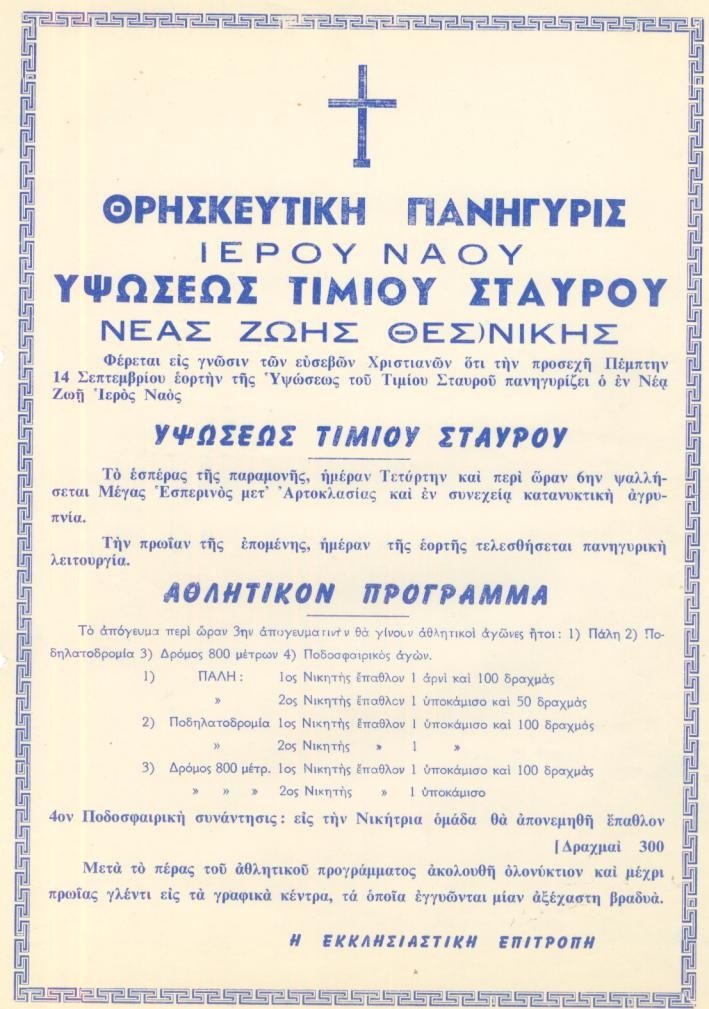 ΘΡΗΣΚΕΥΤΙΚΗ ΠΑΝΗΓΥΡΙΣ
ΙΕΡΟΥ ΝΑΟΥ
ΥΨΩΣΕΩΣ ΤΙΜΙΟΥ ΣΤΑΥΡΟΥ
ΝΕΑΣ ΖΩΗΣ ΘΕΣ)ΝΙΚΗΣ
Φέρεται εἰς γνῶσιν τῶν εὐσεβῶν Χριστιανῶν ὅτι τὴν προσεχῆ Πέμπτην
14 Σεπτεμβρίου ἑορτὴν τῆς Ὑψώσεως τοῦ Τιμίου Σταυροῦ πανηγυρίζει ὁ ἐν Νέᾳ
Ζωῇ Ἱερὸς Ναὸς
ΥΨΩΣΕΩΣ ΤΙΜΙΟΥ ΣΤΑΥΡΟΥ
Τὸ ἑσπέρας τῆς παραμονῆς, ἡμέραν Τετάρτην καὶ περὶ ὥραν 6ην ψαλλή-
σεται Μέγας Ἑσπερινὸς μετ' Ἀρτοκλασίας καὶ ἐν συνεχείᾳ κατανυκτικὴ ἀγρυ-
πνία.
Τὴν πρωῖαν τῆς ἑπομένης, ἡμέραν τῆς ἑορτῆς τελεσθήσεται πανηγυρικὴ
λειτουργία.
ΑΘΛΗΤΙΚΟΝ ΠΡΟΓΡΑΜΜΑ
Τὸ ἀπόγευμα περὶ ὥραν 3ην ἀπογευματινὴν θὰ γίνουν ἀθλητικοὶ ἀγῶνες ἤτοι: 1) Πάλη 2) Πο-
δηλατοδρομία 3) Δρόμος 800 μέτρων 4) Ποδοσφαιρικὸς ἀγών.
1) ΠΑΛΗ: 1ος Νικητὴς ἔπαθλον 1 ἀρνὶ καὶ 100 δραχμὰς
» 2ος Νικητὴς ἔπαθλον 1 ὑποκάμισο καὶ 50 δραχμὰς
2) Ποδηλατοδρομία 1ος Νικητὴς ἔπαθλον 1 ὑποκάμισο καὶ 100 δραχμὰς
» 2ος Νικητὴς » 1 »
3) Δρόμος 800 μέτρ. 1ος Νικητὴς ἔπαθλον 1 ὑποκάμισο καὶ 100 δραχμὰς
» » » 2ος Νικητὴς » 1 ὑποκάμισο
4ον Ποδοσφαιρικὴ συνάντησις: εἰς τὴν Νικήτρια ὁμάδα θὰ ἀπονεμηθῆ ἔπαθλον
[Δραχμαὶ 300
Μετὰ τὸ πέρας τοῦ ἀθλητικοῦ προγράμματος ἀκολουθῆ ὁλονύκτιον καὶ μέχρι
πρωΐας γλέντι εἰς τὰ γραφικὰ κέντρα, τὰ ὁποῖα ἐγγυῶνται μίαν ἀξέχαστη βραδυά.
Η ΕΚΚΛΗΣΙΑΣΤΙΚΗ ΕΠΙΤΡΟΠΗ